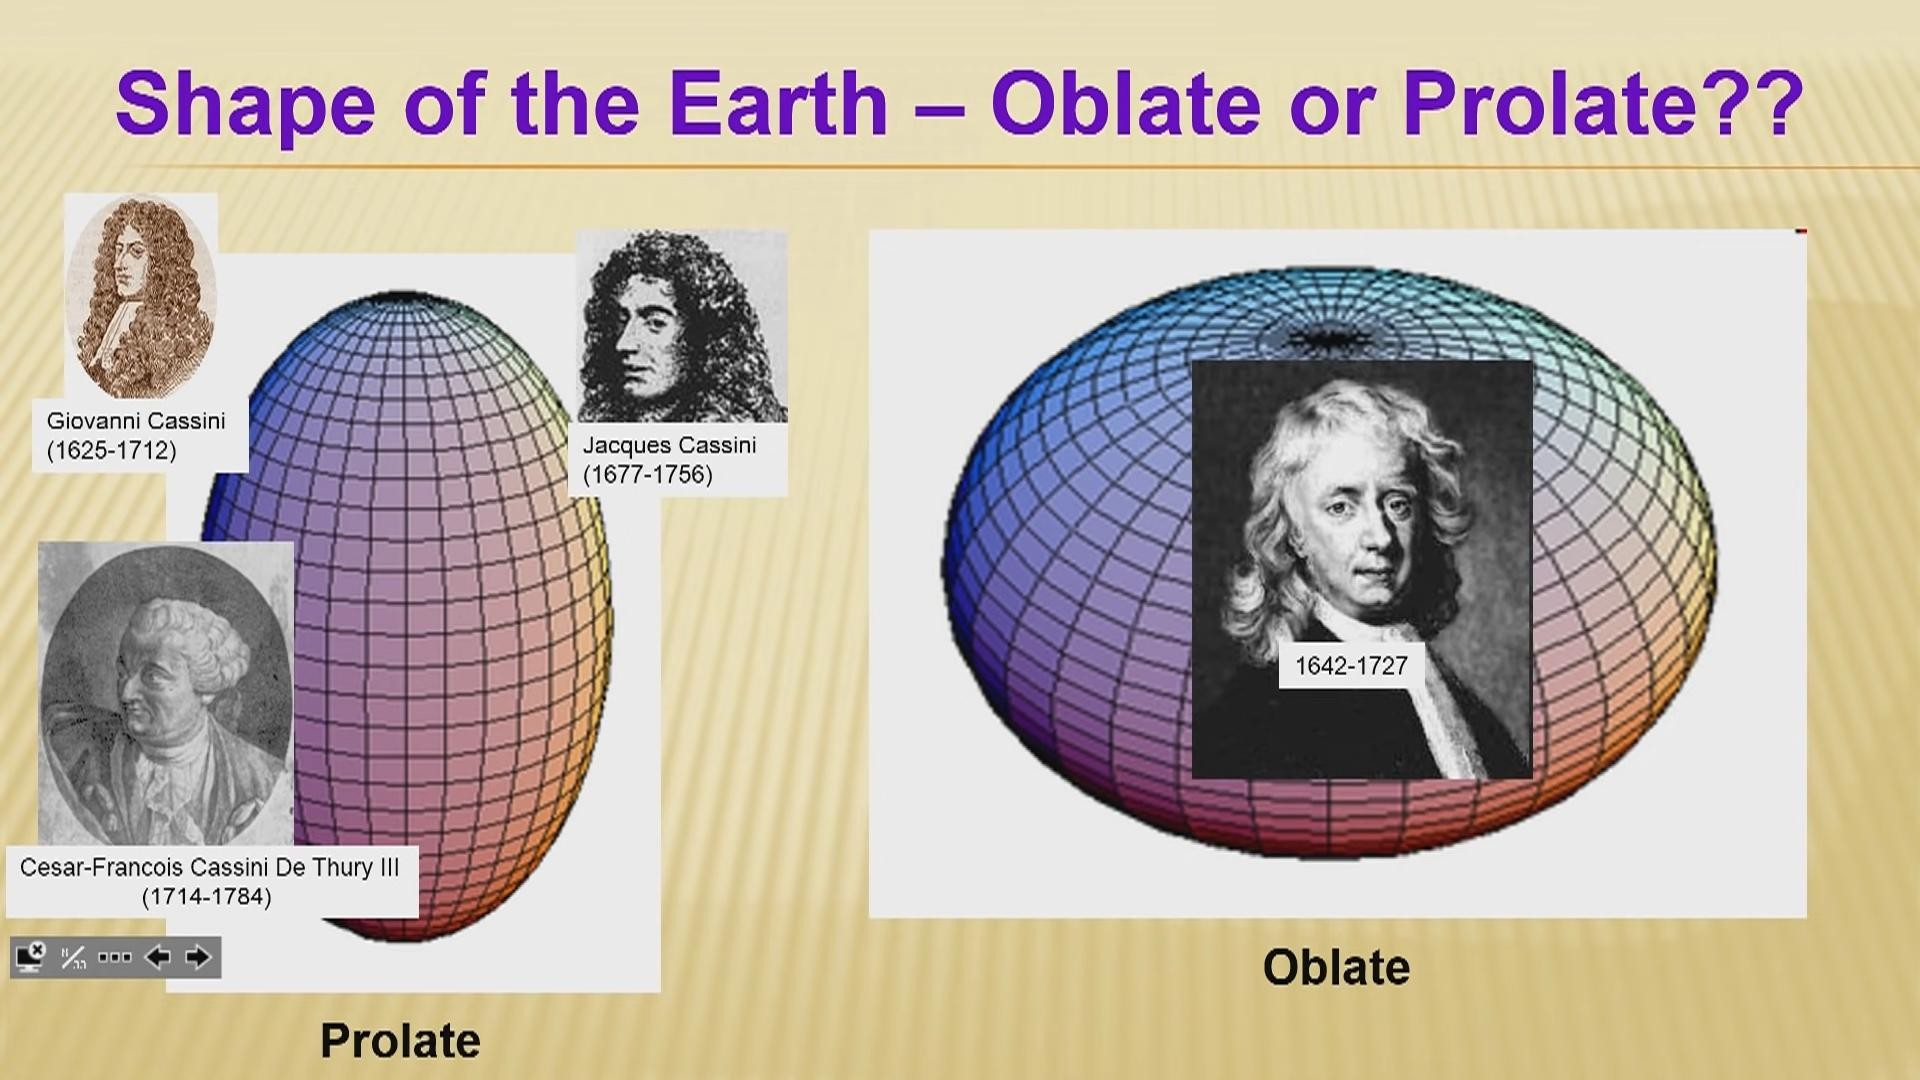 Shape of the Earth – Oblate or Prolate??
Giovanni Cassini
(1625-1712)
Jacques Cassini
(1677-1756)
Cesar-Francois Cassini De Thury III
(1714-1784)
Prolate
1642-1727
Oblate